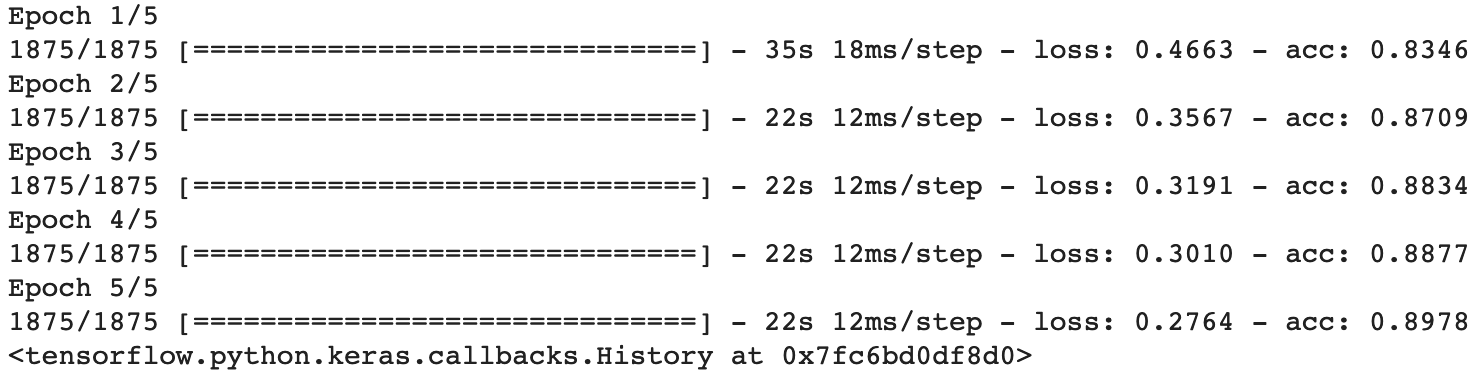 Epoch 1/5
1875/1875 [==============================] - 35s 18ms/step - loss: 0.4663 - acc: 0.8346
Epoch 2/5
1875/1875 [==============================] - 22s 12ms/step - loss: 0.3567 - acc: 0.8709
Epoch 3/5
1875/1875 [==============================] - 22s 12ms/step - loss: 0.3191 - acc: 0.8834
Epoch 4/5
1875/1875 [==============================] - 22s 12ms/step - loss: 0.3010 - acc: 0.8877
Epoch 5/5
1875/1875 [==============================] - 22s 12ms/step - loss: 0.2764 - acc: 0.8978
<tensorflow.python.keras.callbacks.History at 0x7fc6bd0df8d0>